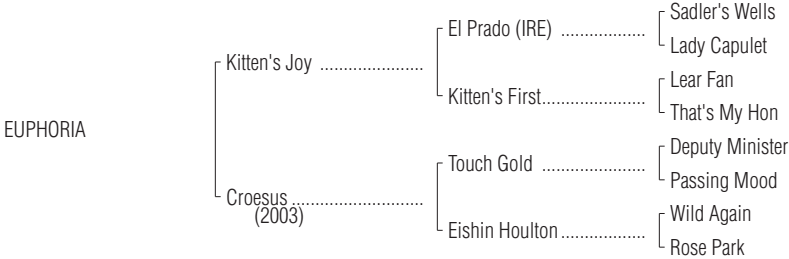 Sadler's Wells
El Prado (IRE) ...................
Lady Capulet
Kitten's Joy ......................
Lear Fan
Kitten's First......................
That's My Hon
EUPHORIA
Deputy Minister
Touch Gold ......................
Passing Mood
Croesus ............................
(2003)
Wild Again
Eishin Houlton..................
Rose Park